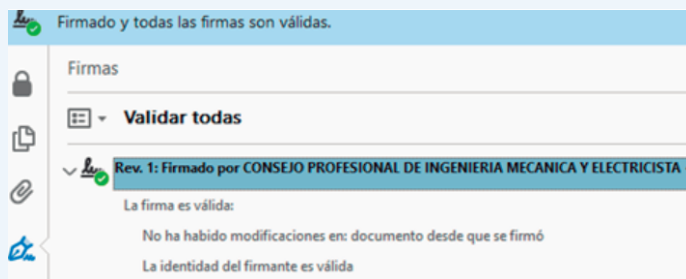 Firmado y todas las firmas son válidas.
Firmas
Validar todas
Rev. 1: Firmado por CONSEJO PROFESIONAL DE INGENIERIA MECANICA Y ELECTRICISTA
La firma es válida:
No ha habido modificaciones en: documento desde que se firmó
La identidad del firmante es válida